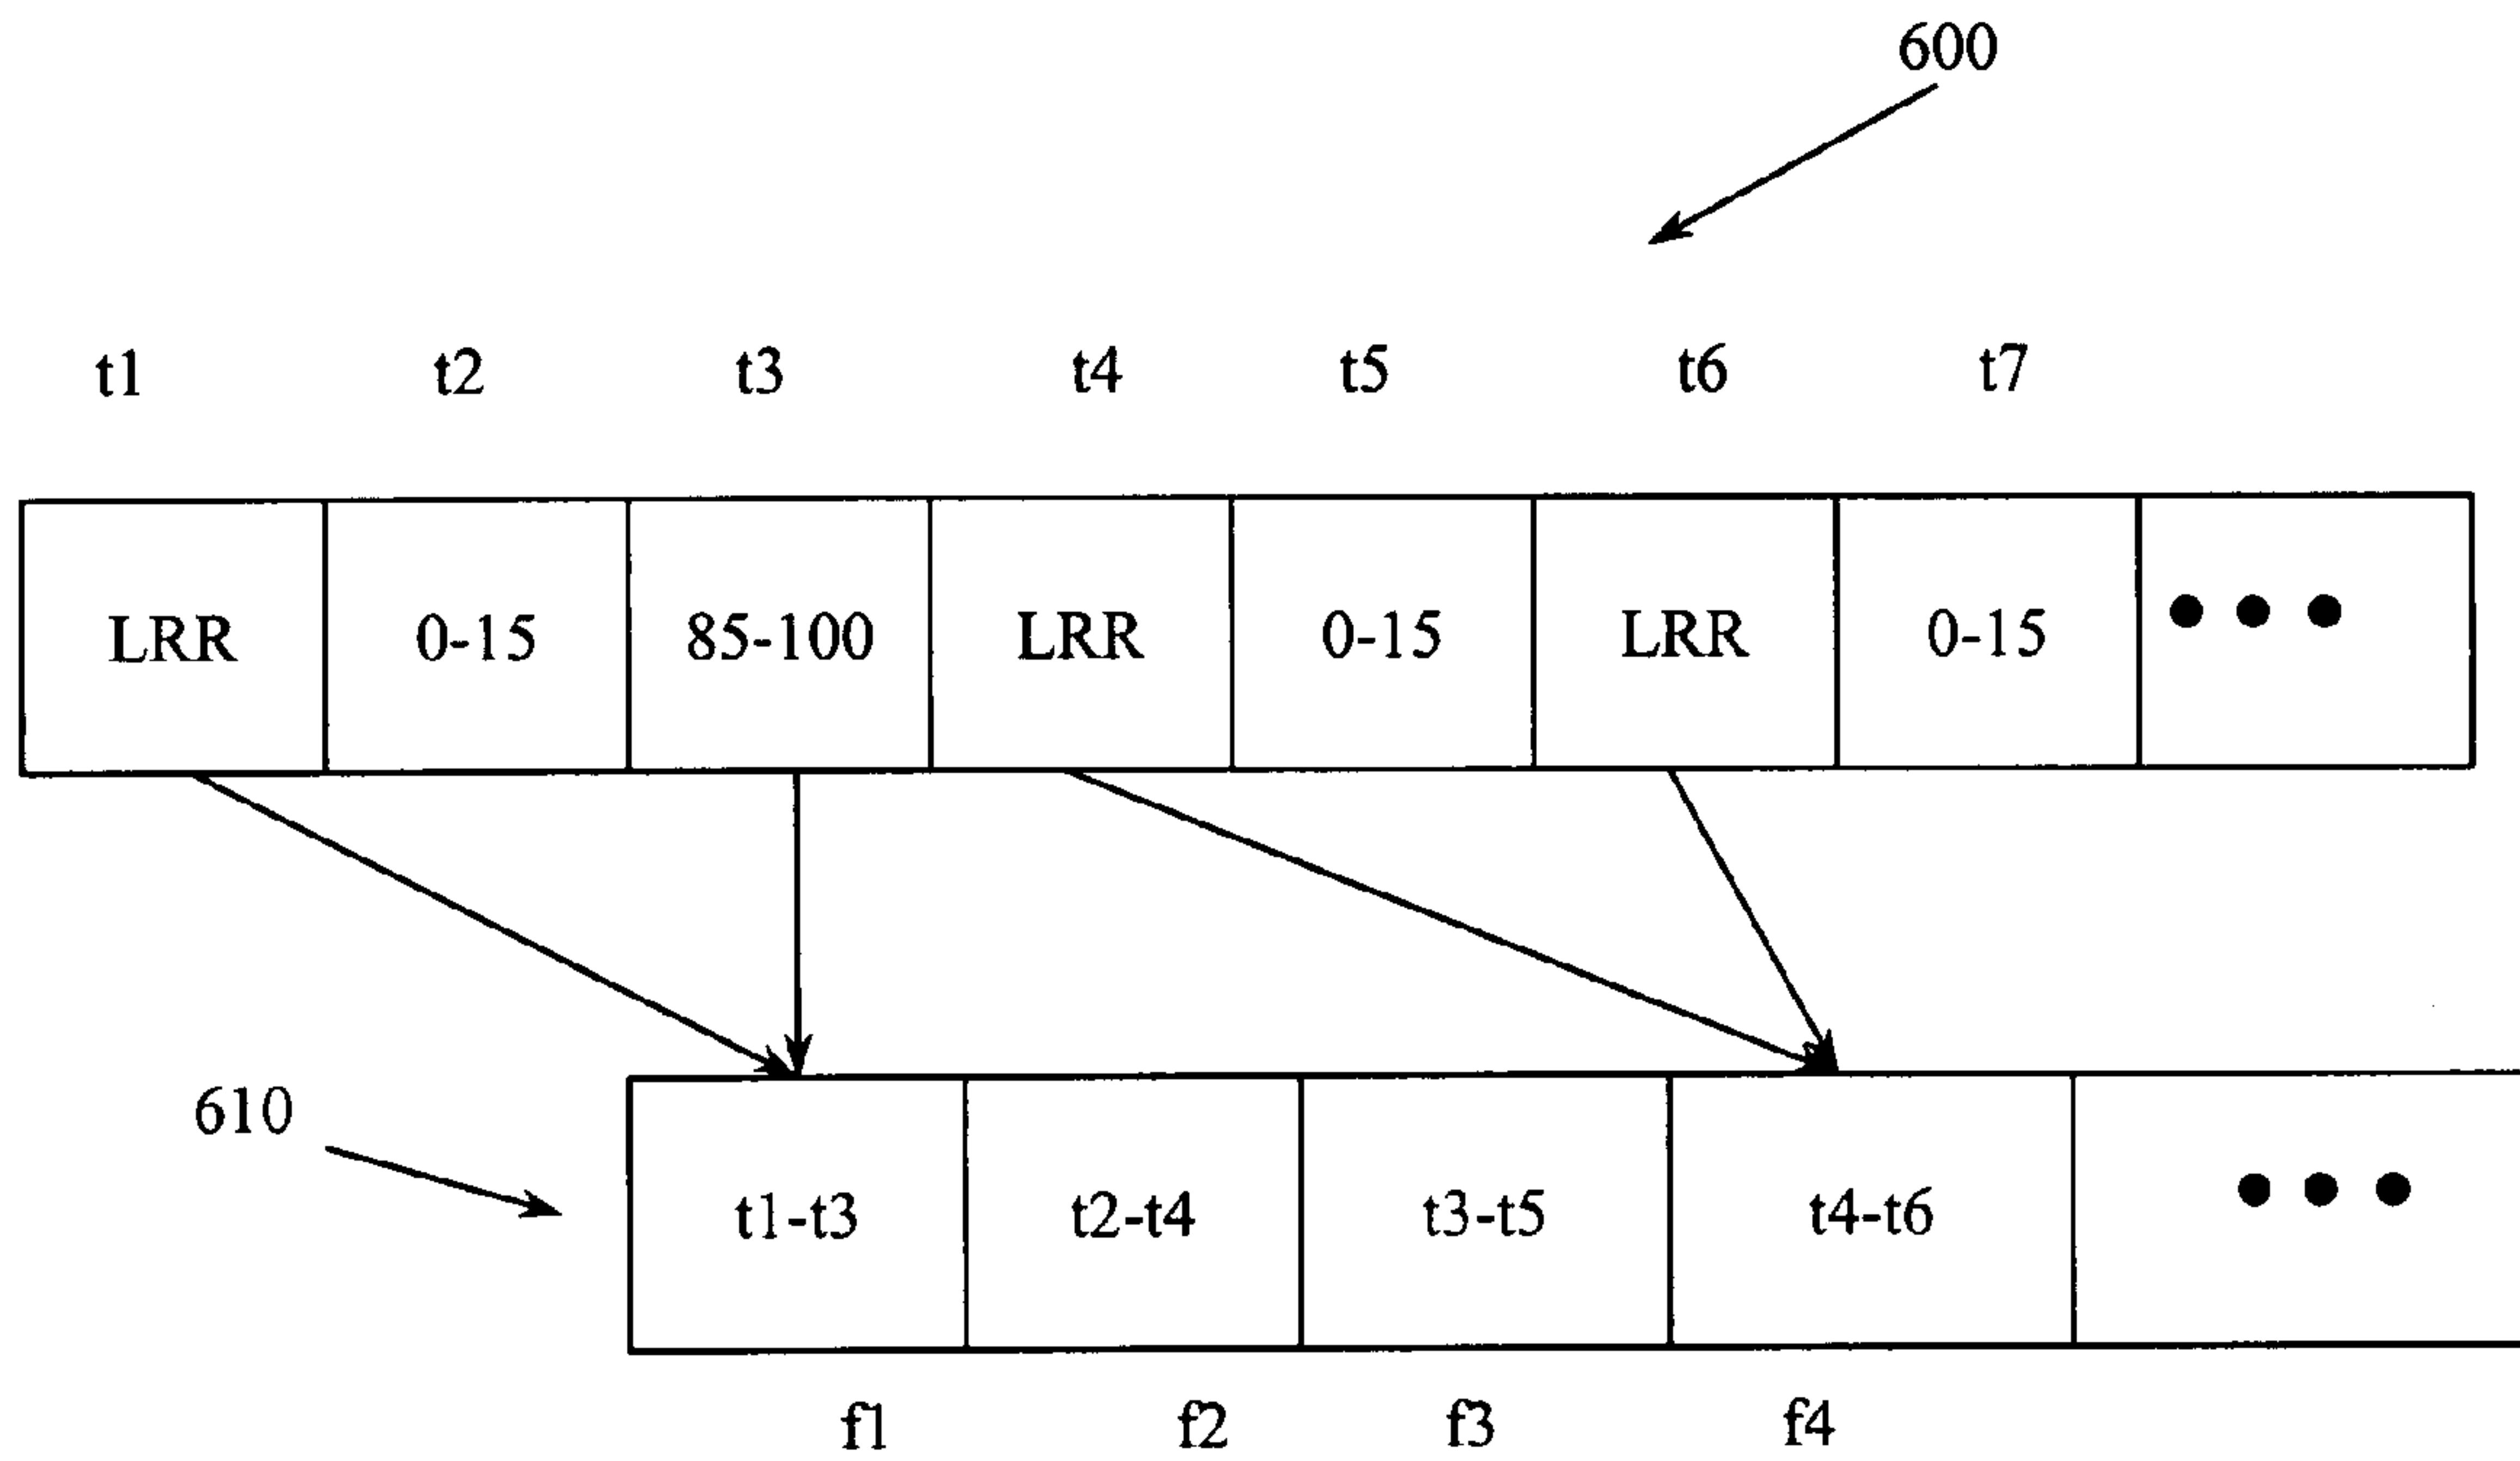 600
t1 t2 t3 t4 t5 t6 t7
LRR 0-15 85-100 LRR 0-15 LRR 0-15
610
t1-t3 t2-t4 t3-t5 t4-t6
f1 f2 f3 f4